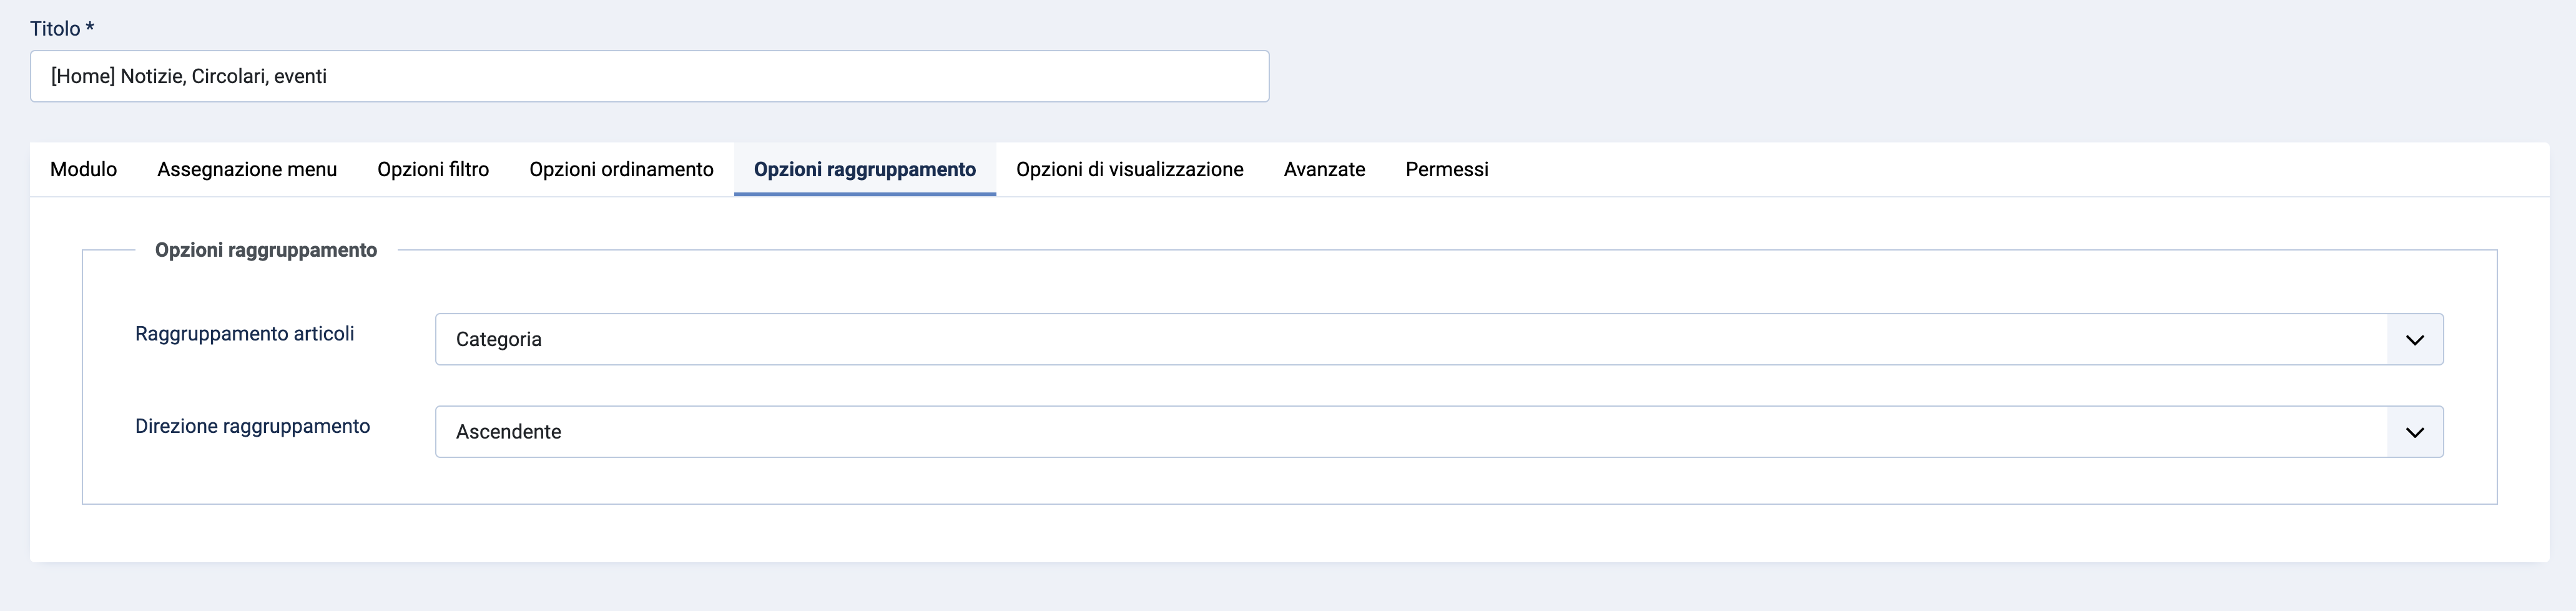 Titolo *
[Home] Notizie, Circolari, eventi
Modulo Assegnazione menu Opzioni filtro Opzioni ordinamento Opzioni raggruppamento Opzioni di visualizzazione Avanzate Permessi
Opzioni raggruppamento
Raggruppamento articoli Categoria
Direzione raggruppamento Ascendente